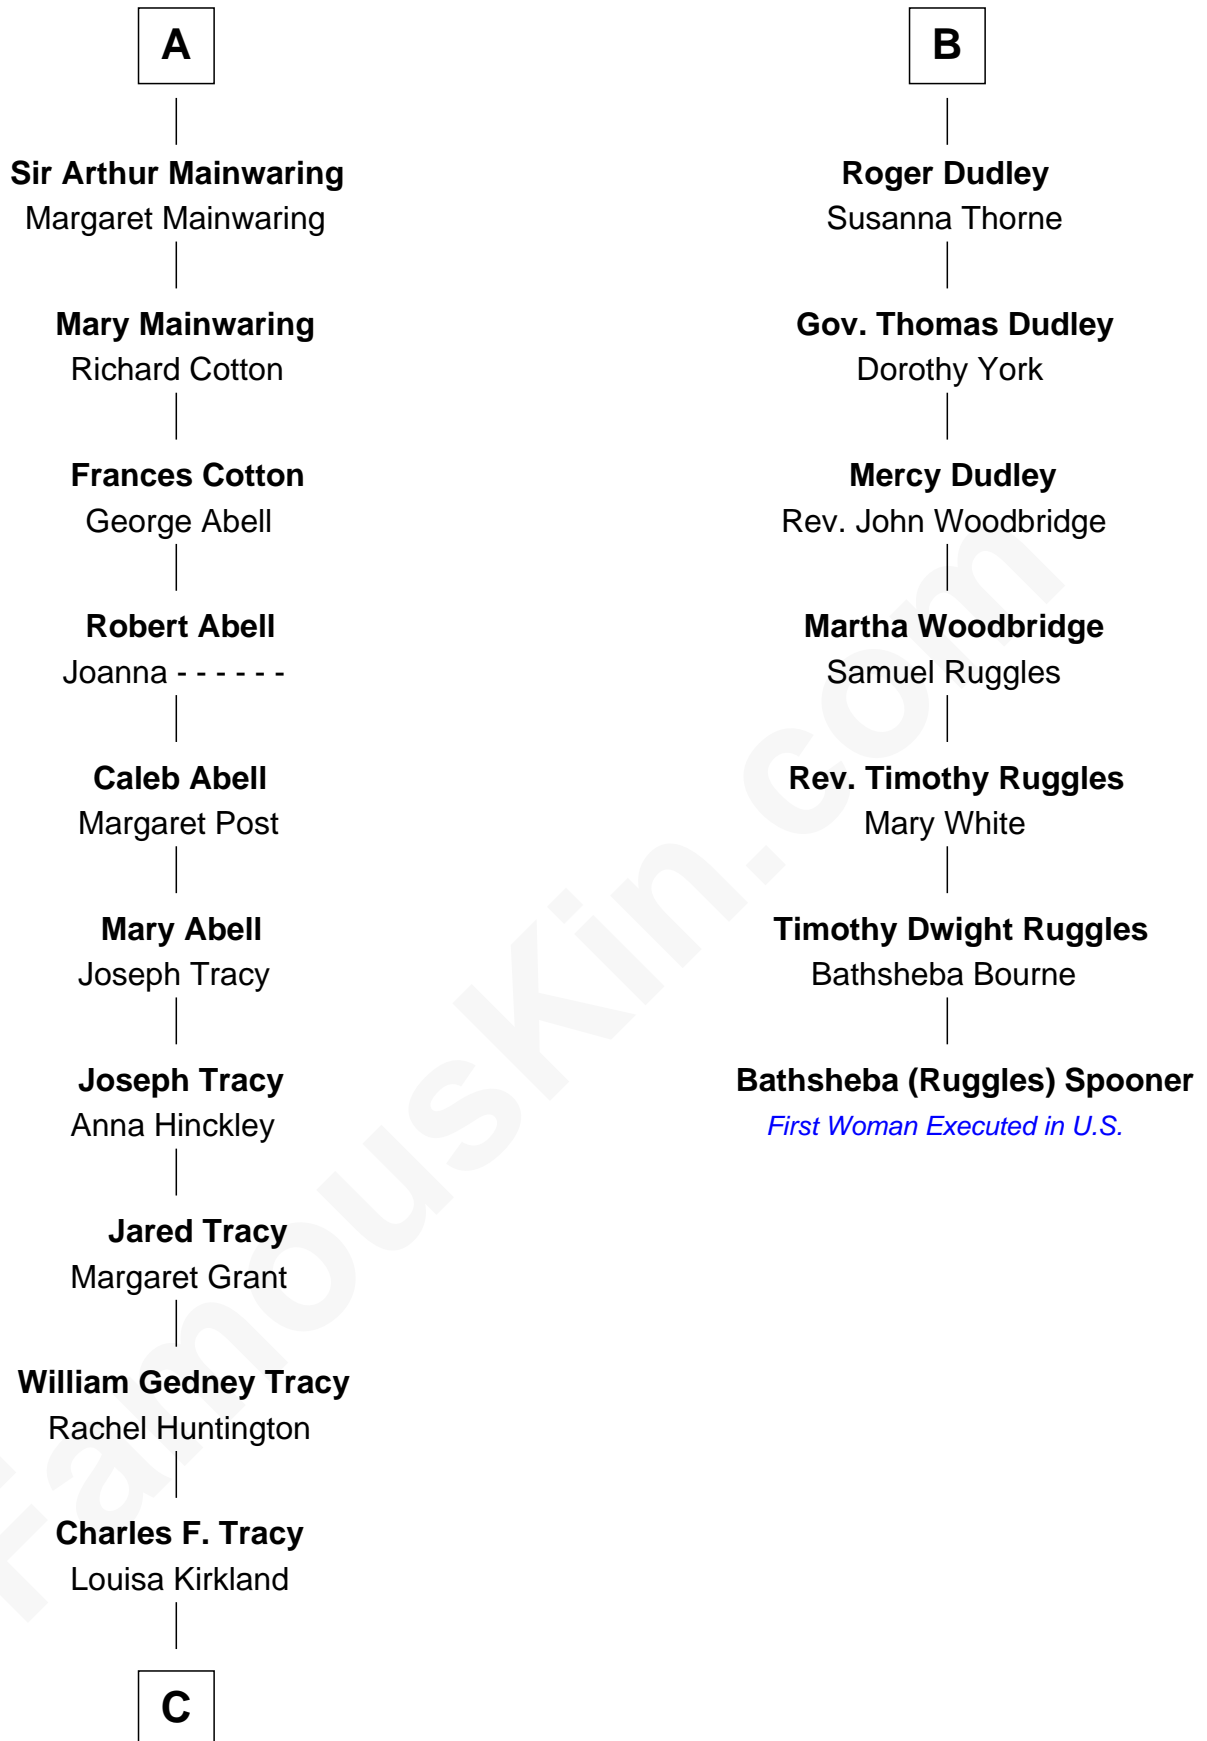 A
Sir Arthur Mainwaring
Margaret Mainwaring
Mary Mainwaring
Richard Cotton
Frances Cotton
George Abell
Robert Abell
Joanna - - - - - -
Caleb Abell
Margaret Post
Mary Abell
Joseph Tracy
Joseph Tracy
Anna Hinckley
Jared Tracy
Margaret Grant
William Gedney Tracy
Rachel Huntington
Charles F. Tracy
Louisa Kirkland
C
B
Roger Dudley
Susanna Thorne
Gov. Thomas Dudley
Dorothy York
Mercy Dudley
Rev. John Woodbridge
Martha Woodbridge
Samuel Ruggles
Rev. Timothy Ruggles
Mary White
Timothy Dwight Ruggles
Bathsheba Bourne
Bathsheba (Ruggles) Spooner
First Woman Executed in U.S.
FamousKin.com